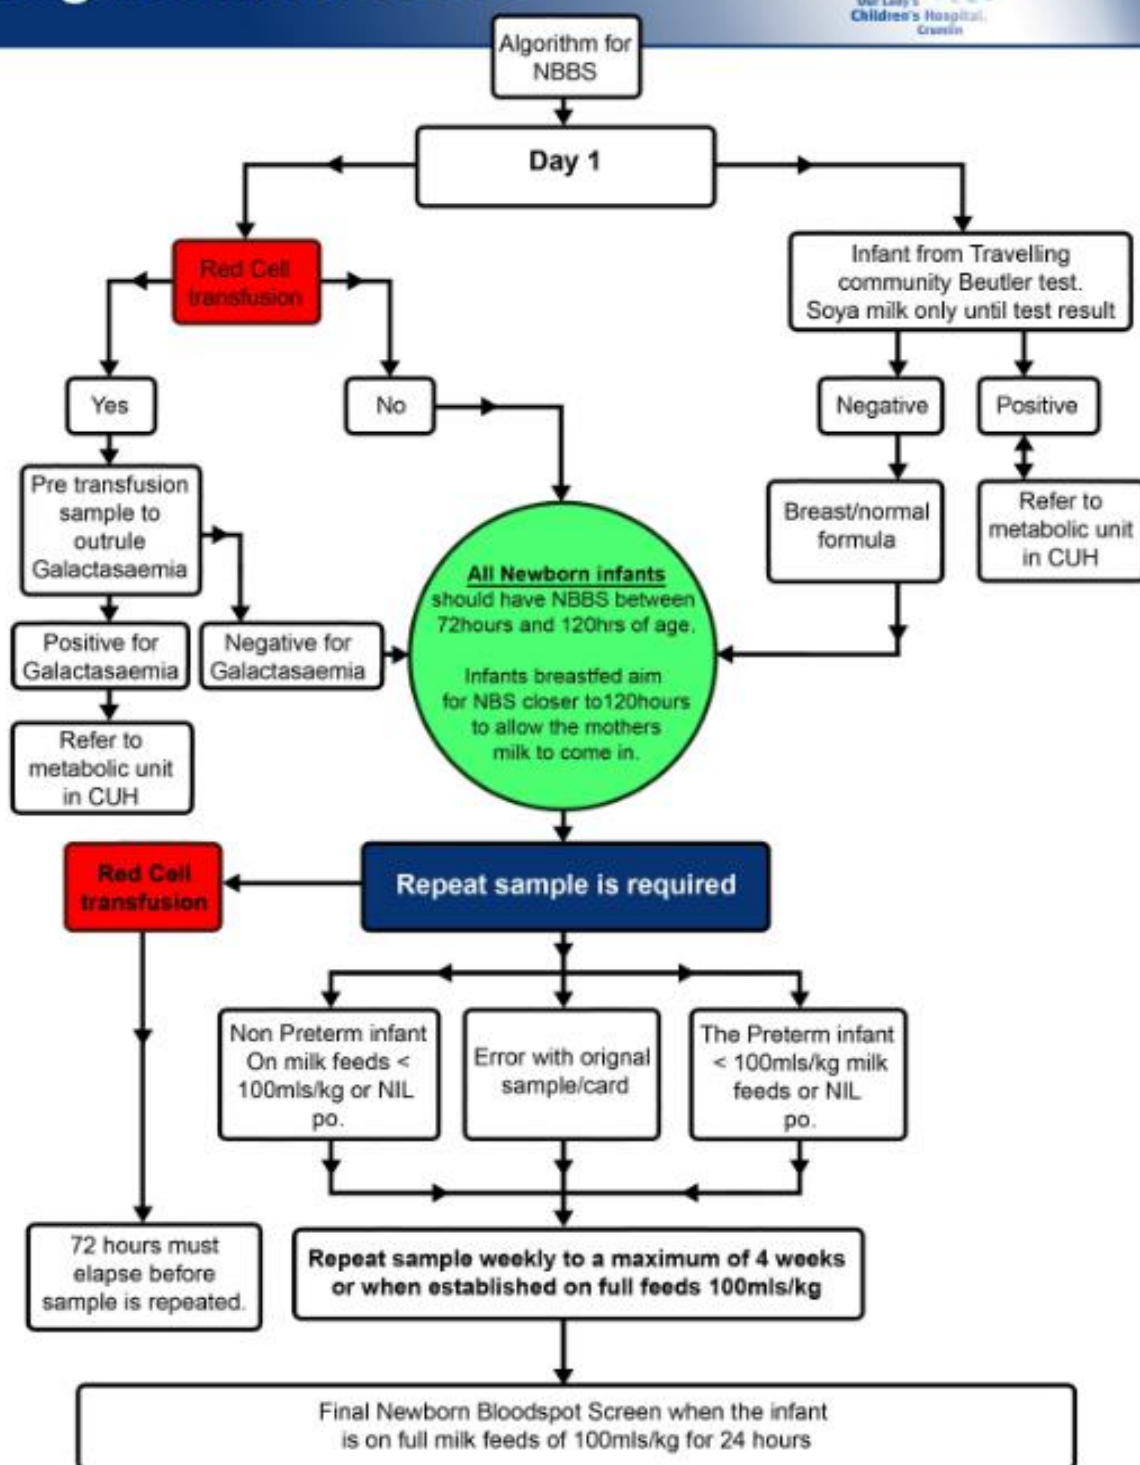 Our Lady's
Children's Hospital,
Crumlin
Algorithm for
NBBS
Day 1
Red Cell
transfusion
Infant from Travelling
community Beutler test.
Soya milk only until test result
Yes
No
Negative
Positive
Pre transfusion
sample to
outrule
Galactasaemia
Breast/normal
formula
Refer to
metabolic unit
in CUH
All Newborn infants
should have NBBS between
72hours and 120hrs of age.
Infants breastfed aim
for NBS closer to120hours
to allow the mothers
milk to come in.
Positive for
Galactasaemia
Negative for
Galactasaemia
Refer to
metabolic unit
in CUH
Red Cell
transfusion
Repeat sample is required
Non Preterm infant
On milk feeds <
100mls/kg or NIL
po.
Error with orignal
sample/card
The Preterm infant
< 100mls/kg milk
feeds or NIL
po.
72 hours must
elapse before
sample is repeated.
Repeat sample weekly to a maximum of 4 weeks
or when established on full feeds 100mls/kg
Final Newborn Bloodspot Screen when the infant
is on full milk feeds of 100mls/kg for 24 hours